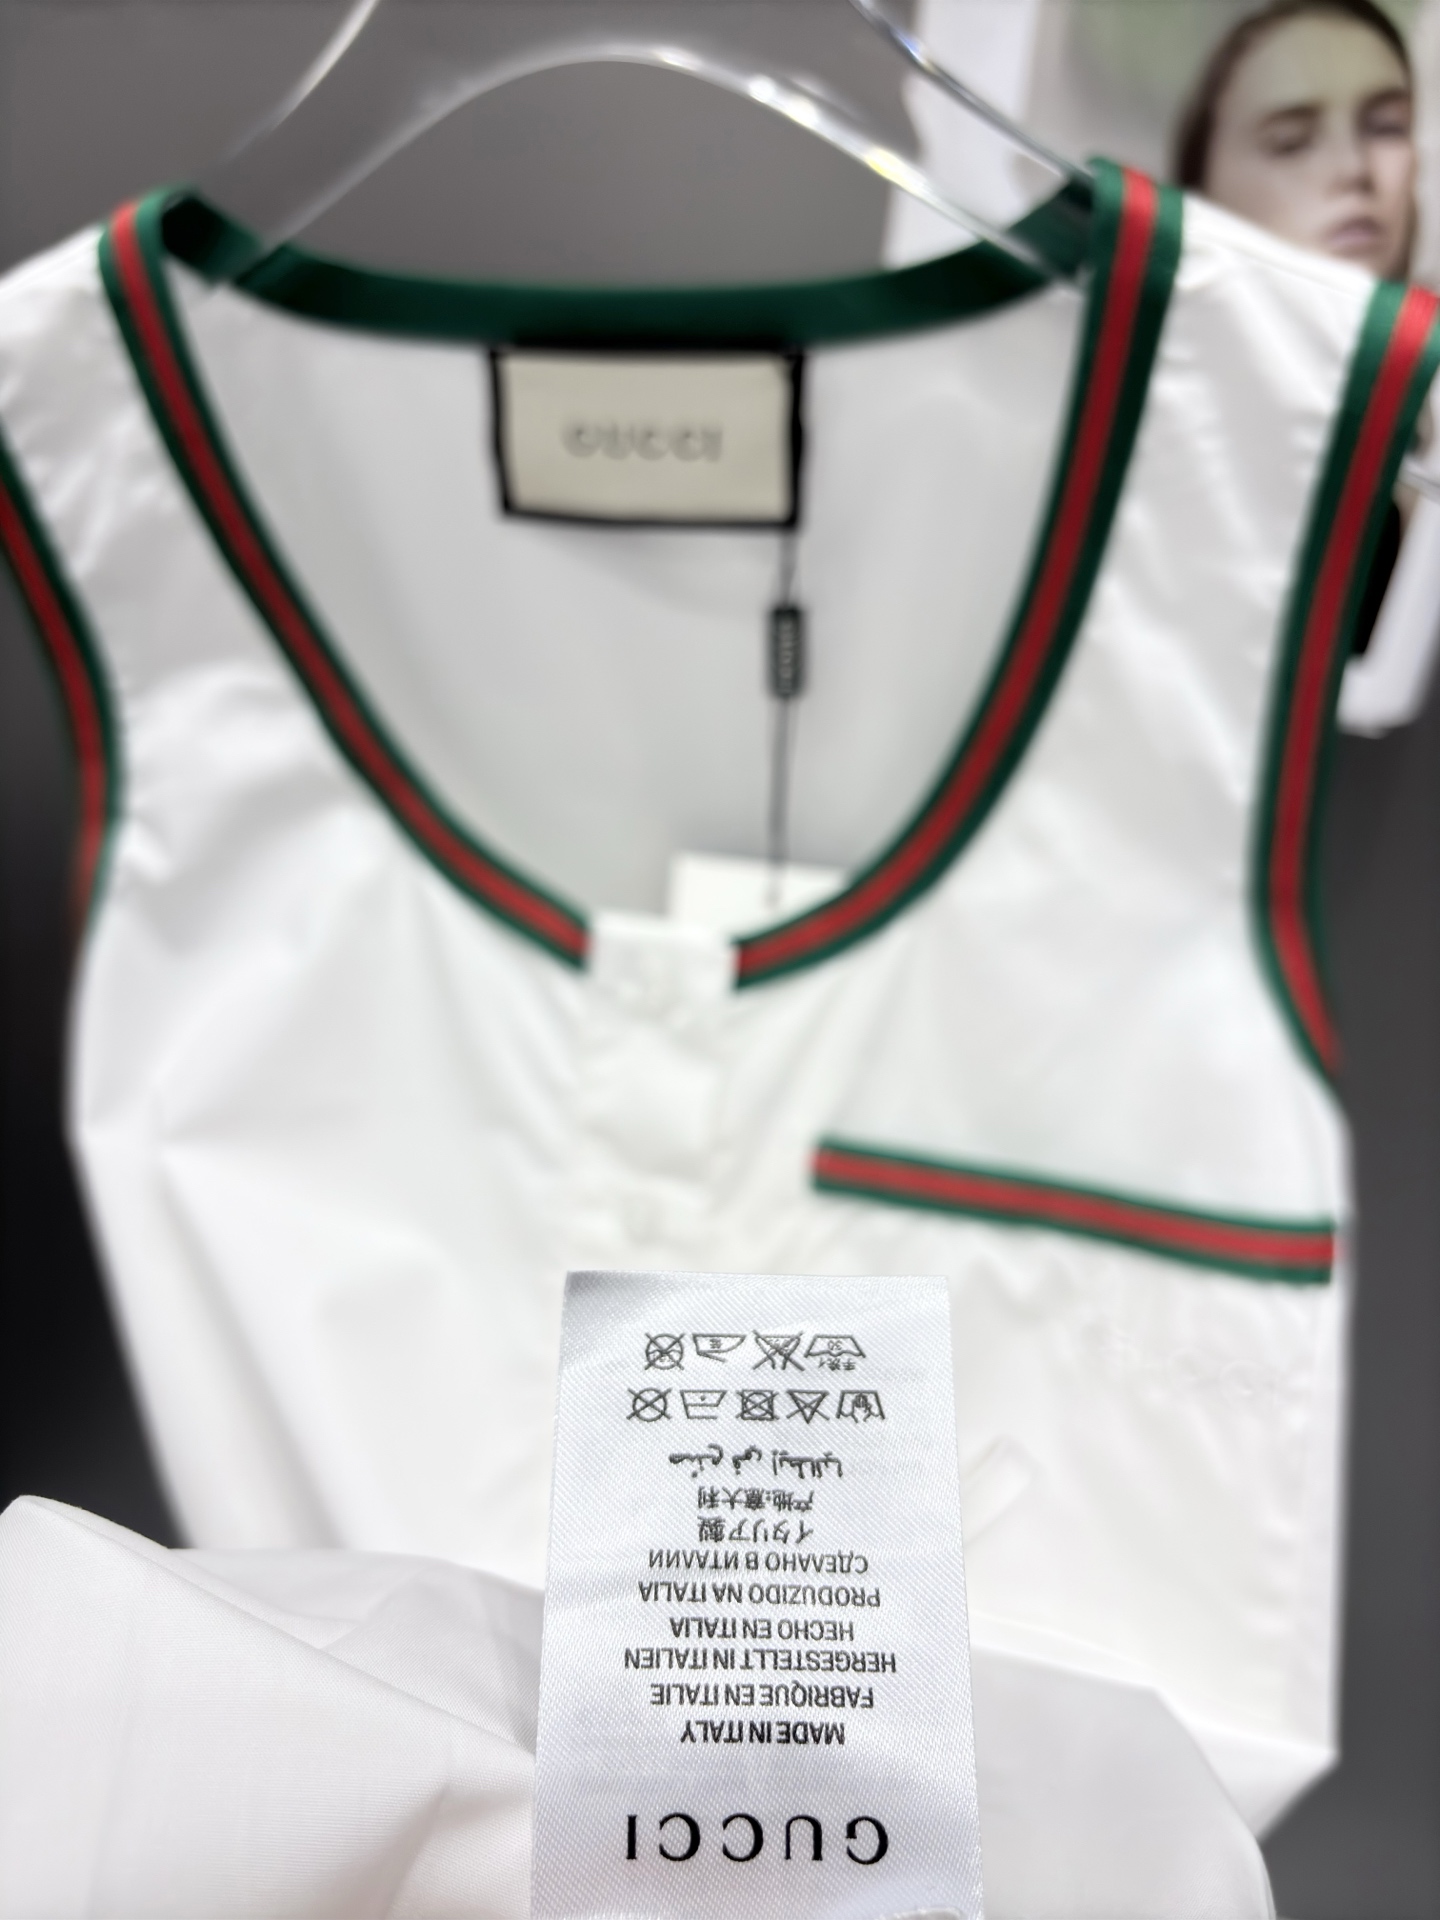 GUCCI
GUCCI
MADE IN ITALY
FABRIQUE EN ITALIE
HERGESTELLT IN ITALIEN
HECHO EN ITALIA
PRODUZIDO NA ITALIA
СДЕЛАНО В ИТАЛИИ
イタリア製
产地:意大利
صنع في إيطاليا